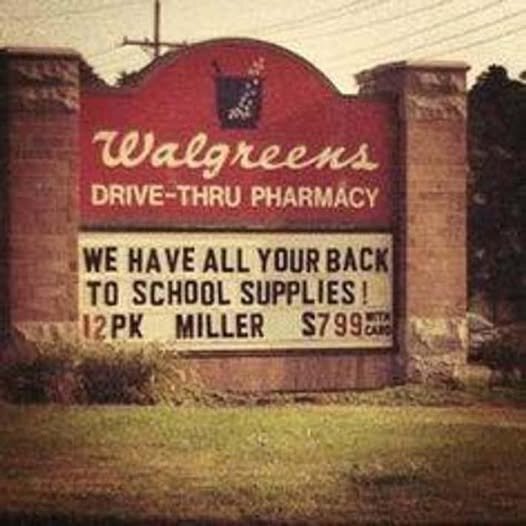 Walgreens
DRIVE-THRU PHARMACY
WE HAVE ALL YOUR BACK
TO SCHOOL SUPPLIES!
12PK MILLER $799 WITH CARD